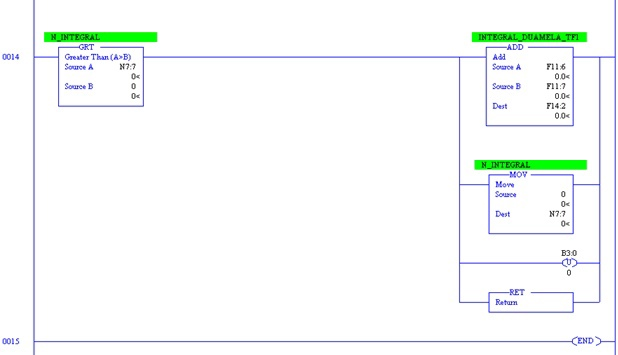 N_INTEGRAL
GRT
Greater Than (A>B)
Source A N7:7
0<
Source B 0
0<
0014
INTEGRAL_DUAMELA_TF1
ADD
Add
Source A F11:6
0.0<
Source B F11:7
0.0<
Dest F14:2
0.0<
N_INTEGRAL
MOV
Move
Source 0
0<
Dest N7:7
0<
B3:0
U
0
RET
Return
0015
END